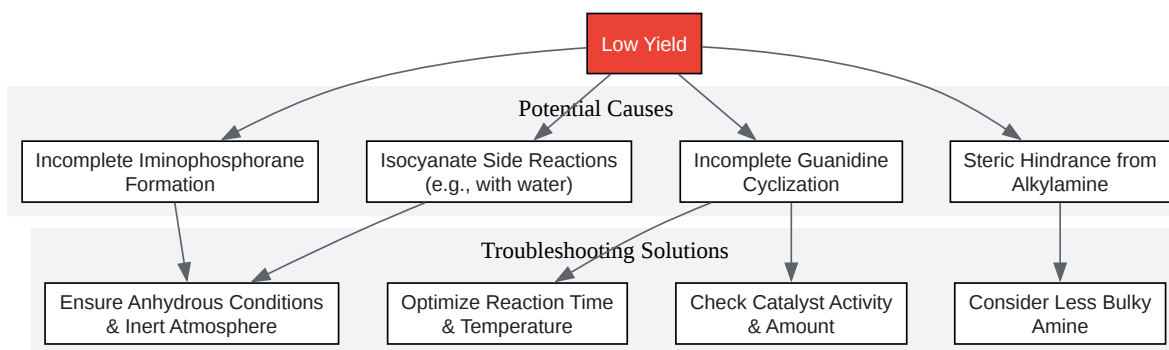 Low Yield
Potential Causes
Incomplete Iminophosphorane
Formation
Isocyanate Side Reactions
(e.g., with water)
Incomplete Guanidine
Cyclization
Steric Hindrance from
Alkylamine
Troubleshooting Solutions
Ensure Anhydrous Conditions
& Inert Atmosphere
Optimize Reaction Time
& Temperature
Check Catalyst Activity
& Amount
Consider Less Bulky
Amine